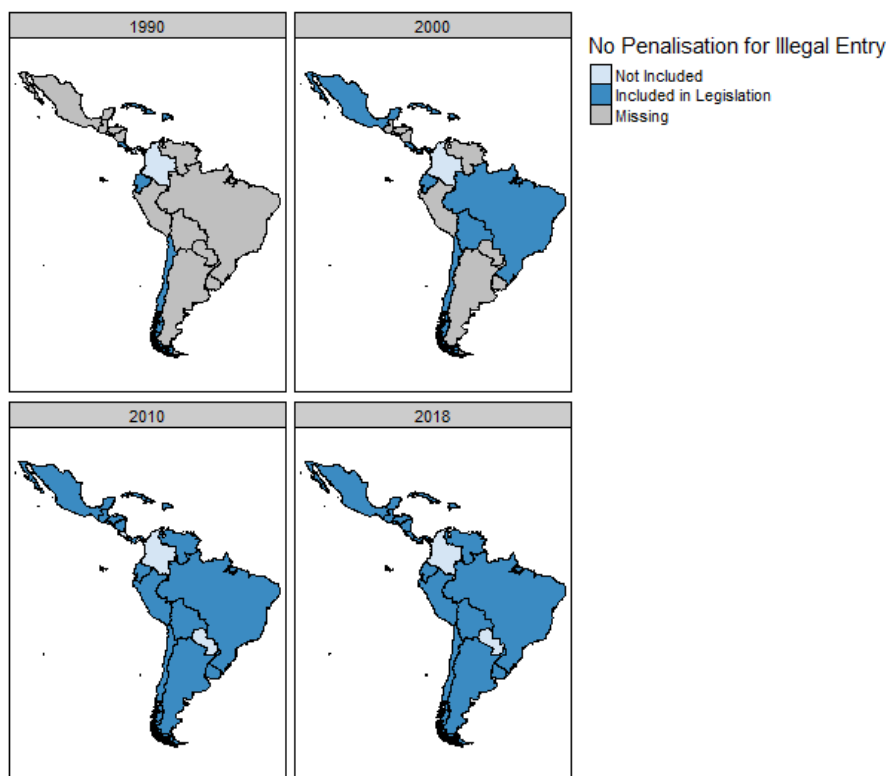 1990
2000
No Penalisation for Illegal Entry
Not Included
Included in Legislation
Missing
2010
2018